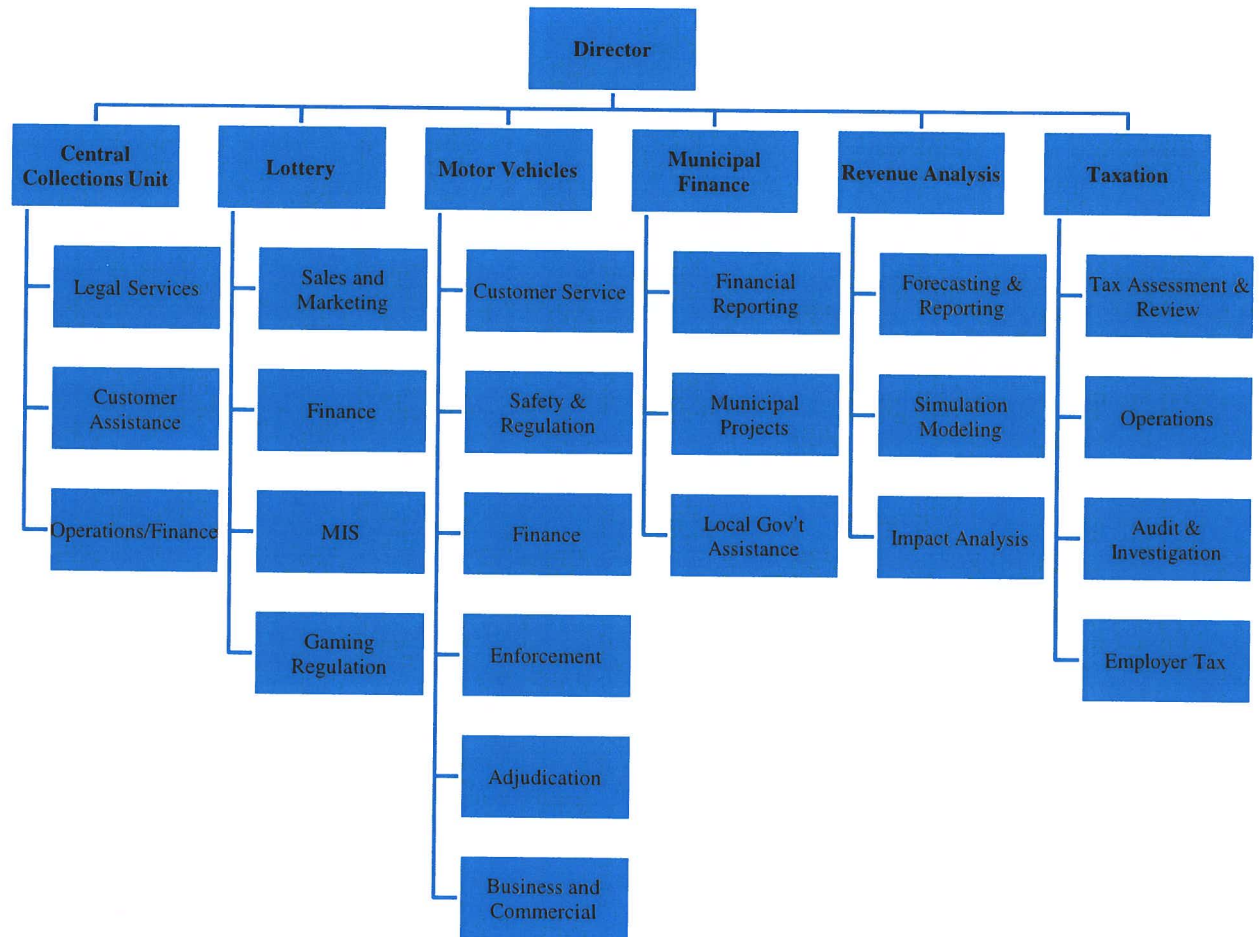 Director
Central
Collections Unit
Lottery
Motor Vehicles
Municipal
Finance
Revenue Analysis
Taxation
Legal Services
Customer
Assistance
Operations/Finance
Sales and
Marketing
Finance
MIS
Gaming
Regulation
Customer Service
Safety &
Regulation
Finance
Enforcement
Adjudication
Business and
Commercial
Financial
Reporting
Municipal
Projects
Local Gov't
Assistance
Forecasting &
Reporting
Simulation
Modeling
Impact Analysis
Tax Assessment &
Review
Operations
Audit &
Investigation
Employer Tax